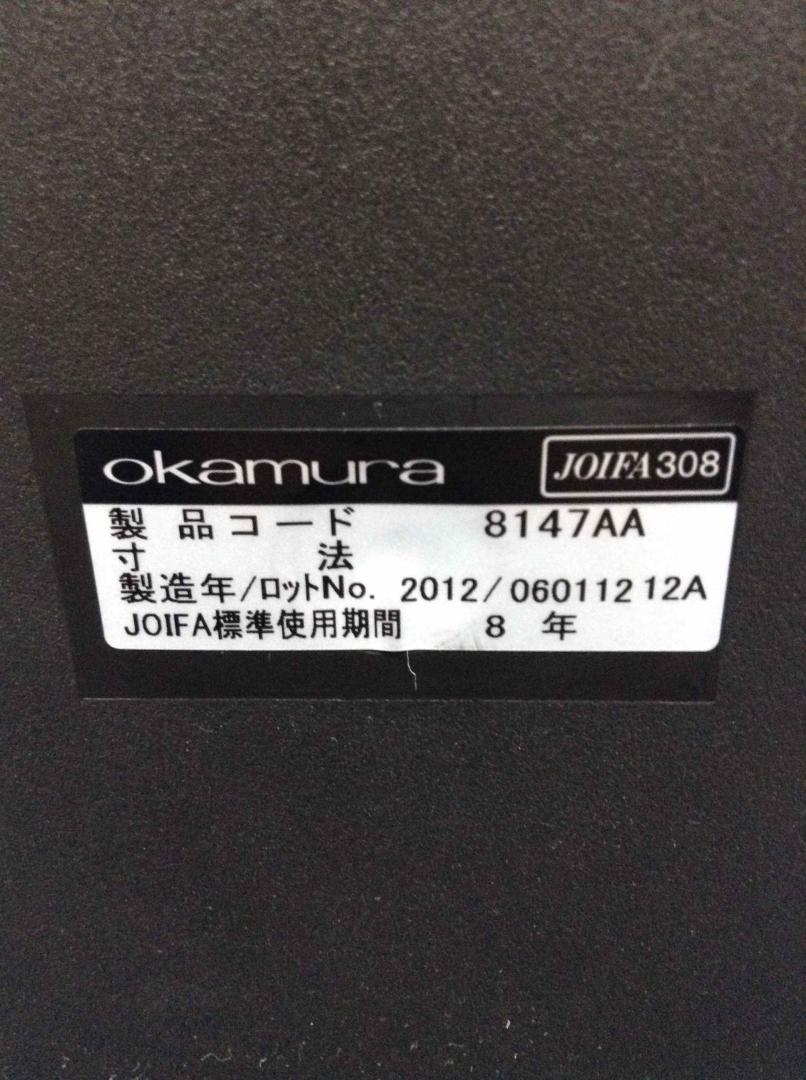 okamura JOIFA308
製品コード 8147AA
寸法
製造年/ロットNo. 2012/06011212A
JOIFA標準使用期間 8年